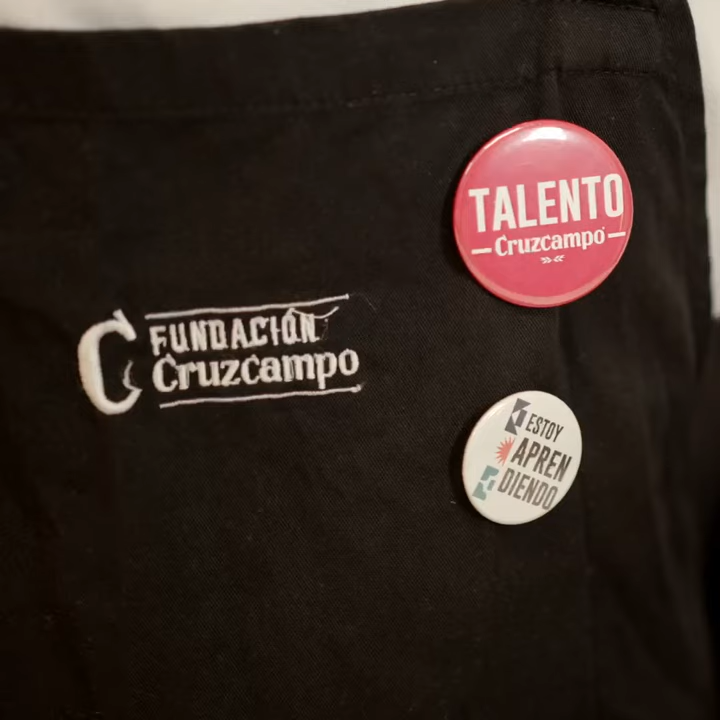 TALENTO
Cruzcampo
FUNDACIÓN
Cruzcampo
ESTOY
APREN
DIENDO